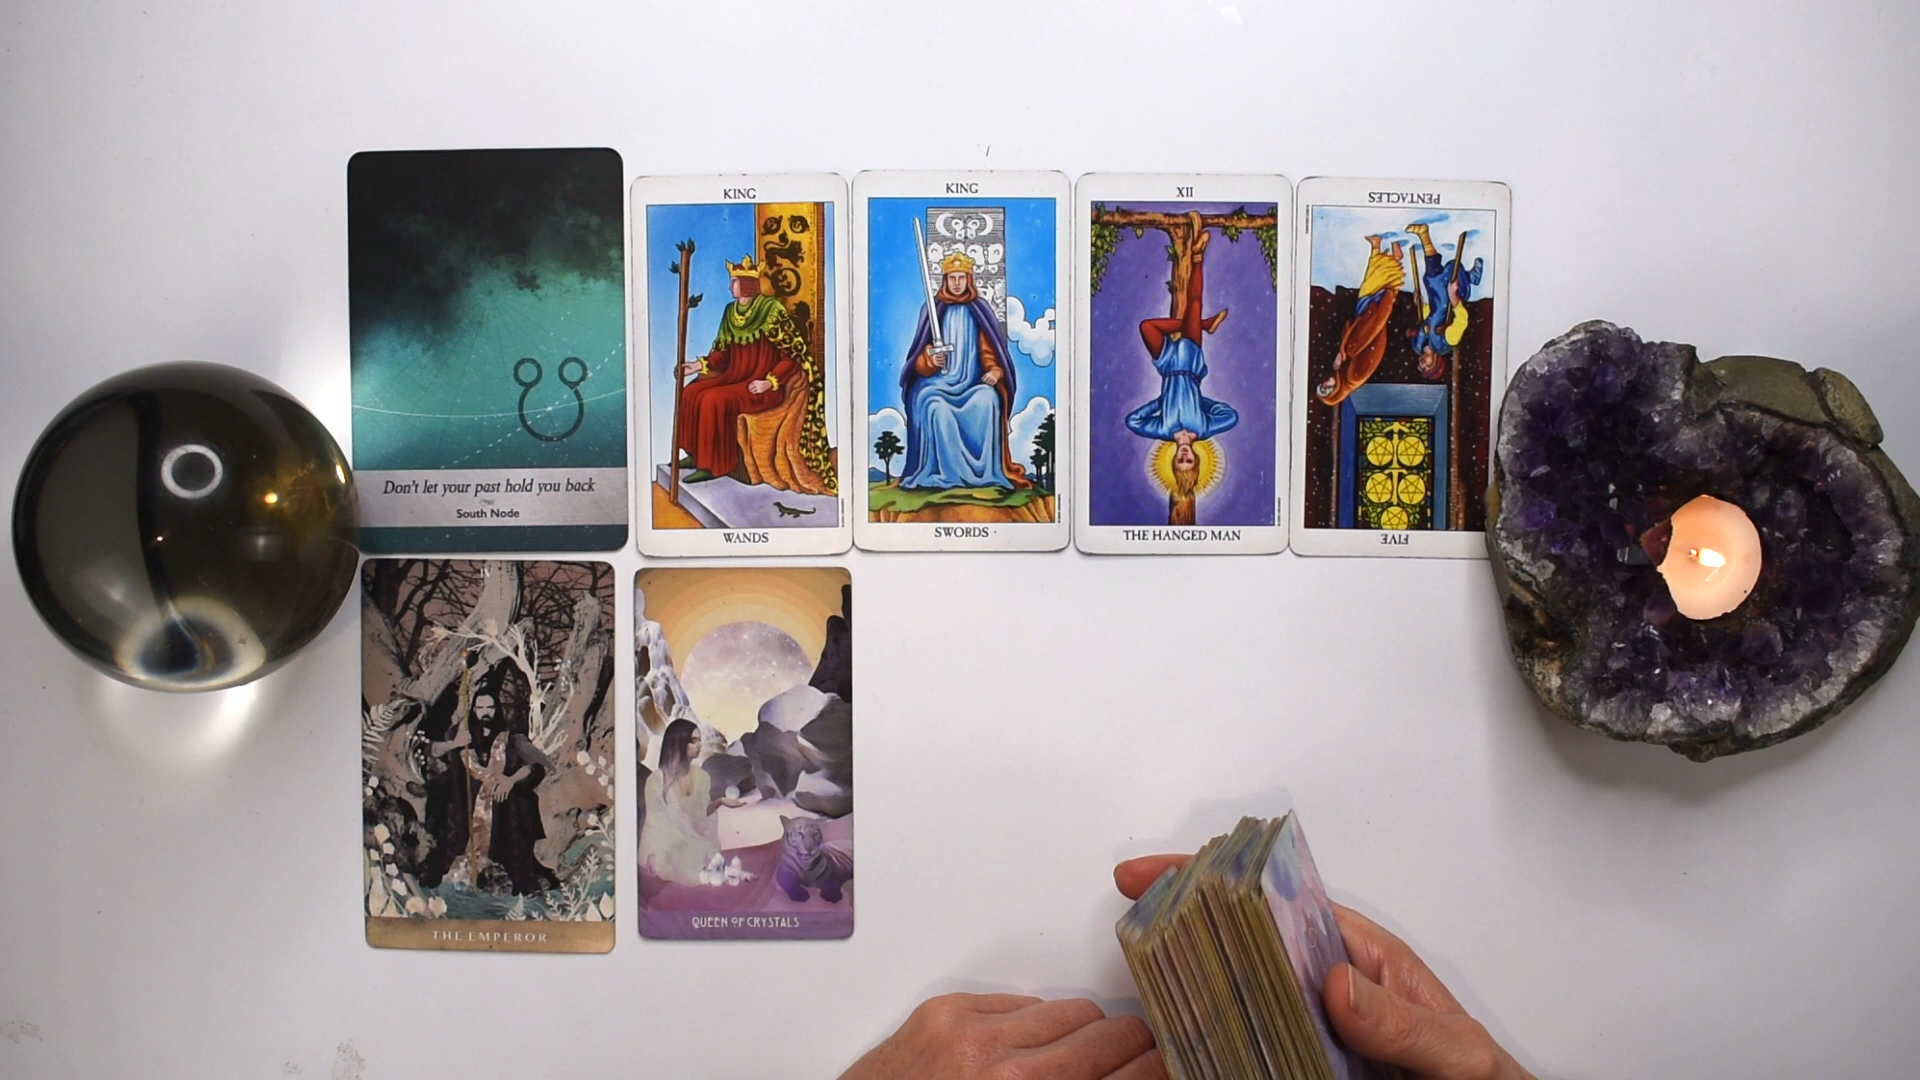 Don't let your past hold you back
South Node
KING
WANDS
KING
SWORDS
XII
THE HANGED MAN
PENTACLES
FIVE
IV
THE EMPEROR
QUEEN OF CRYSTALS